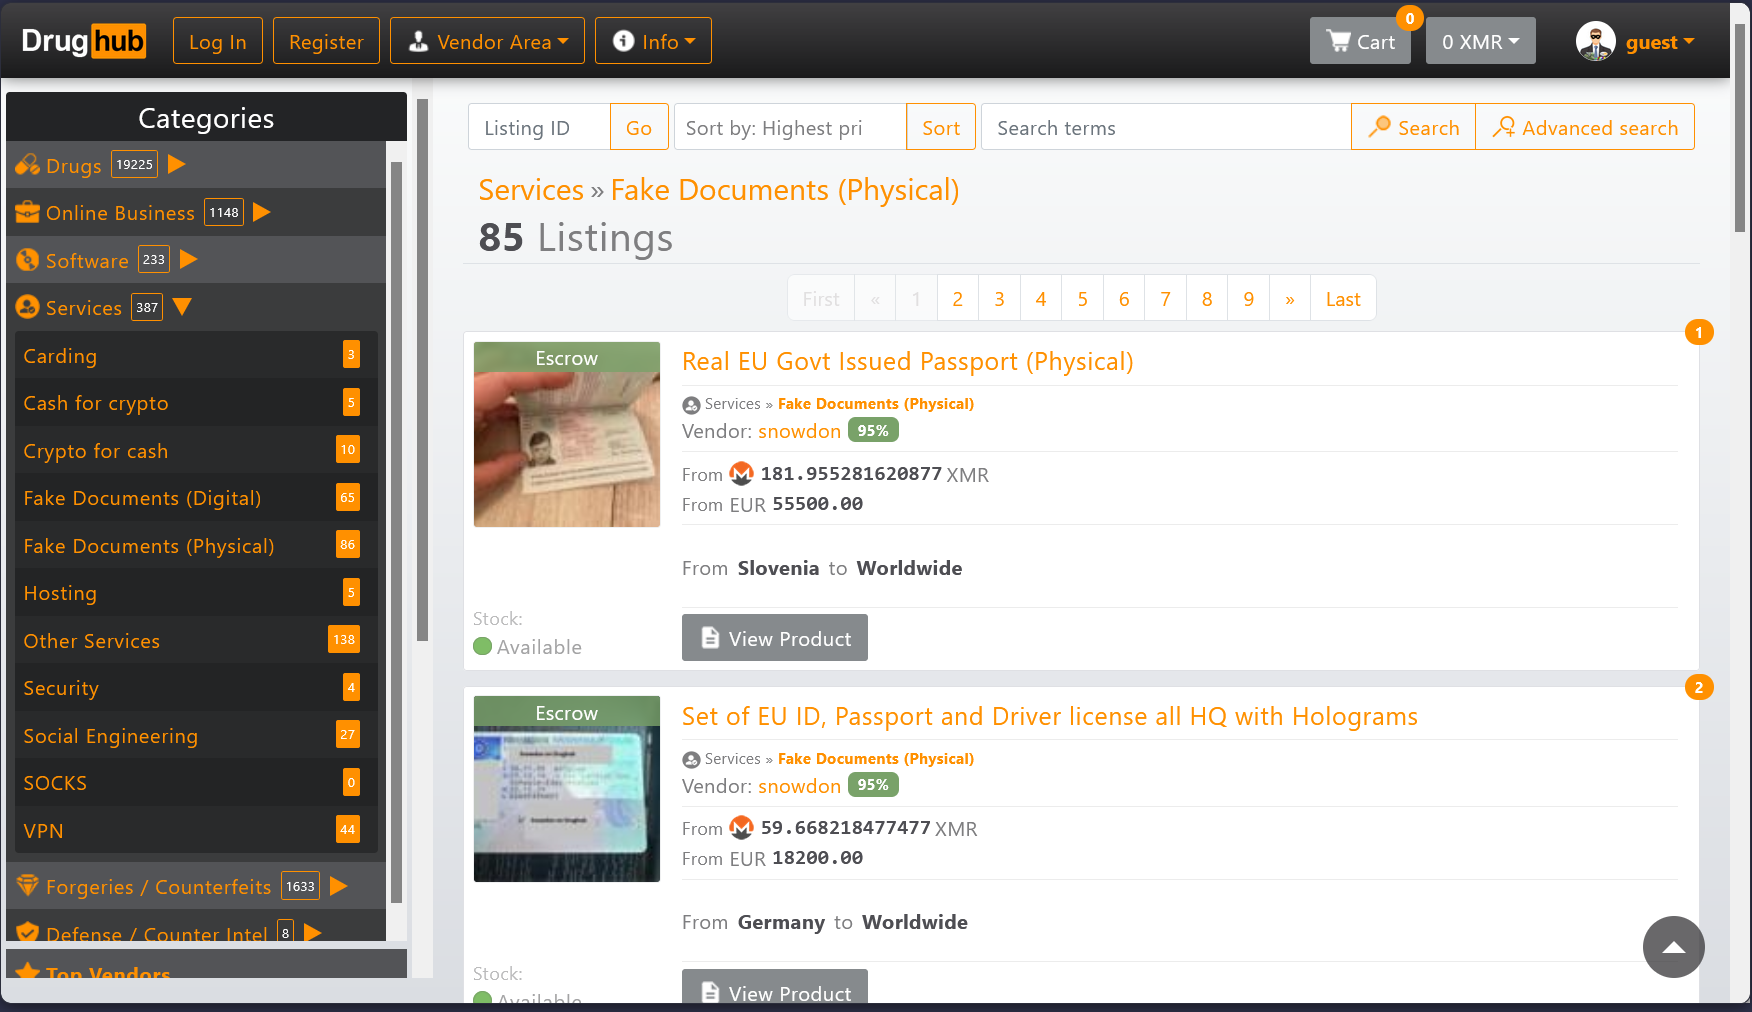 Drughub
Log In
Register
Vendor Area
Info
0
Cart
0 XMR
guest
Categories
Drugs 19225
Online Business 1148
Software 233
Services 387
Carding 3
Cash for crypto 5
Crypto for cash 10
Fake Documents (Digital) 65
Fake Documents (Physical) 86
Hosting 5
Other Services 138
Security 4
Social Engineering 27
SOCKS 0
VPN 44
Forgeries / Counterfeits 1633
Defense / Counter Intel 8
Top Vendors
Listing ID
Go
Sort by: Highest pri
Sort
Search terms
Search
Advanced search
Services » Fake Documents (Physical)
85 Listings
First « 1 2 3 4 5 6 7 8 9 » Last
1
Escrow
Real EU Govt Issued Passport (Physical)
Services » Fake Documents (Physical)
Vendor: snowdon 95%
From 181.955281620877 XMR
From EUR 55500.00
From Slovenia to Worldwide
Stock:
Available
View Product
2
Escrow
Set of EU ID, Passport and Driver license all HQ with Holograms
Services » Fake Documents (Physical)
Vendor: snowdon 95%
From 59.668218477477 XMR
From EUR 18200.00
From Germany to Worldwide
Stock:
Available
View Product